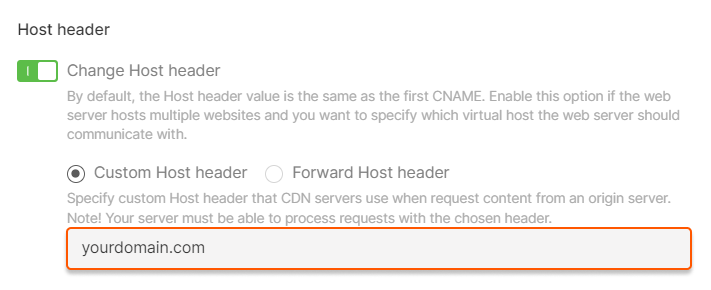 Host header
Change Host header
By default, the Host header value is the same as the first CNAME. Enable this option if the web
server hosts multiple websites and you want to specify which virtual host the web server should
communicate with.
Custom Host header Forward Host header
Specify custom Host header that CDN servers use when request content from an origin server.
Note! Your server must be able to process requests with the chosen header.
yourdomain.com